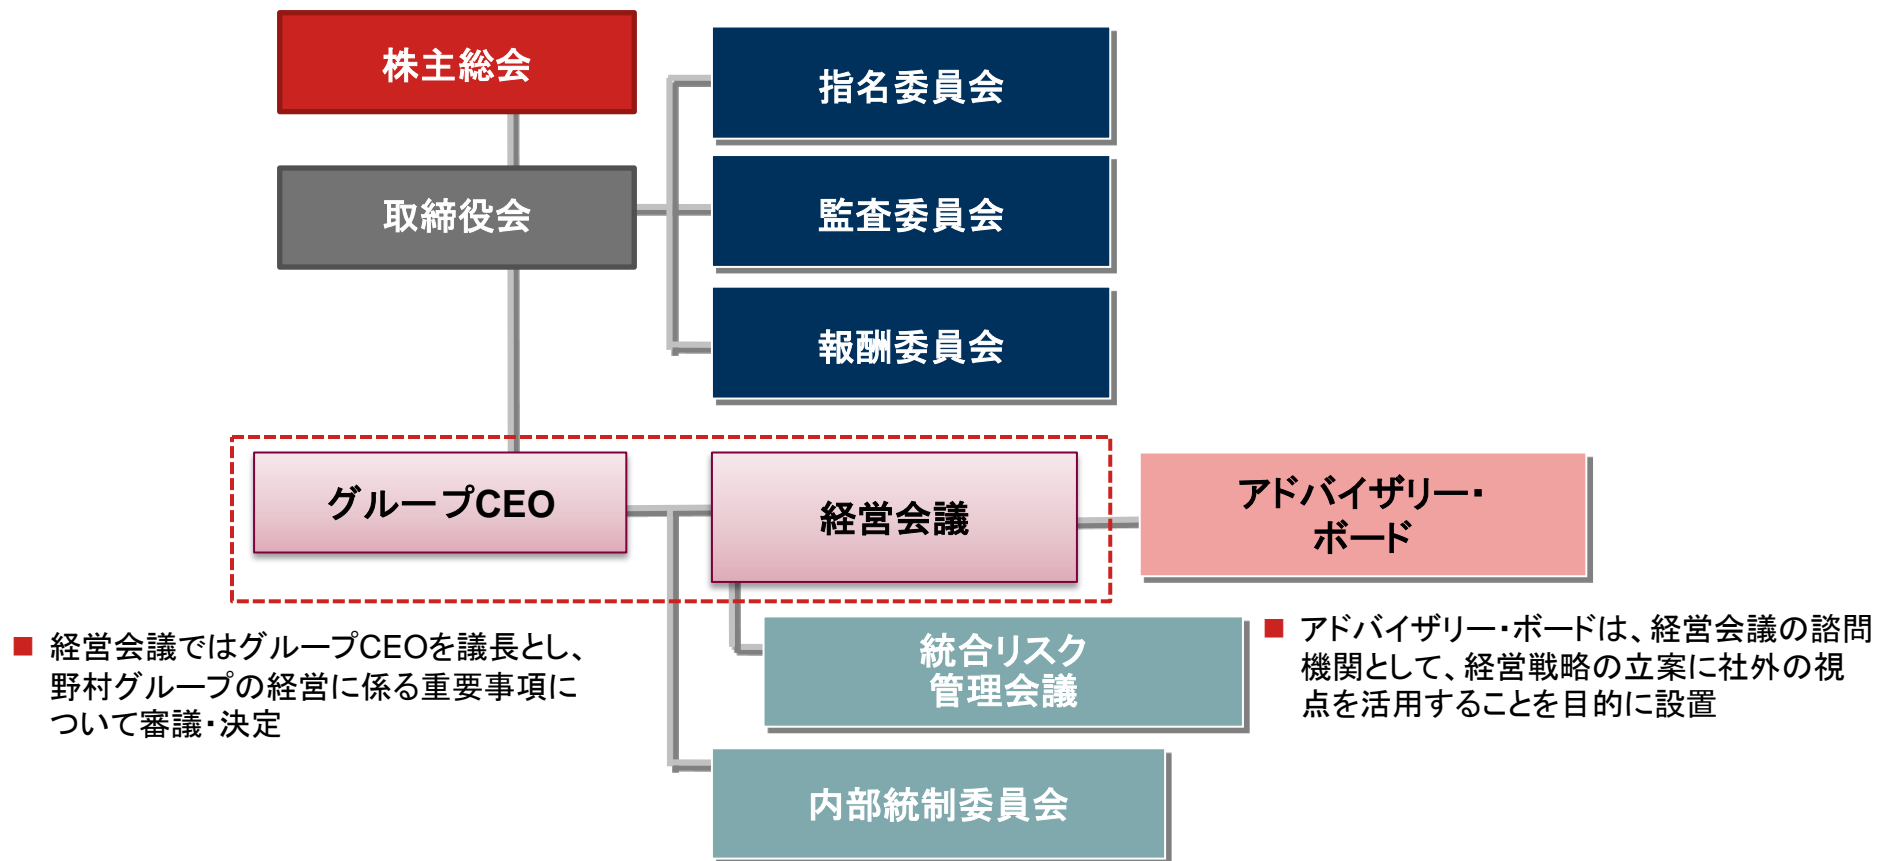 株主総会
取締役会
指名委員会
監査委員会
報酬委員会
グループCEO
経営会議
アドバイザリー・
ボード
統合リスク
管理会議
内部統制委員会
■ 経営会議ではグループCEOを議長とし、
野村グループの経営に係る重要事項に
ついて審議・決定
■ アドバイザリー・ボードは、経営会議の諮問
機関として、経営戦略の立案に社外の視
点を活用することを目的に設置